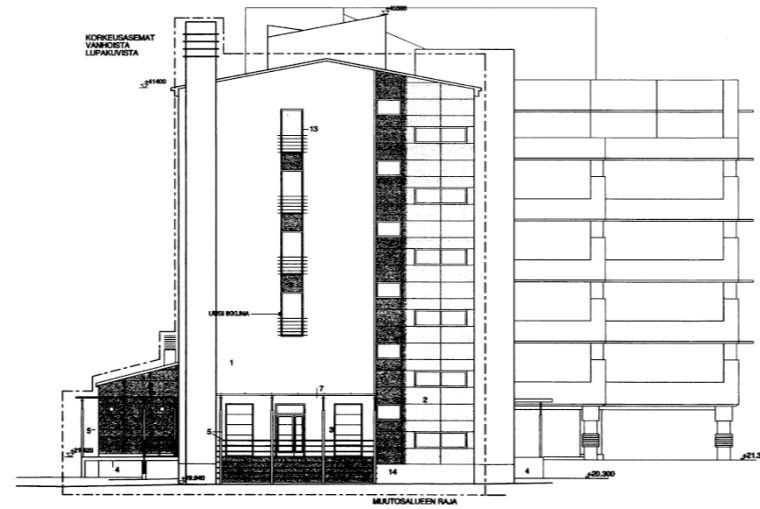 +45360
KORKEUSASEMAT
VANHOISTA
LUPAKUVISTA
+41400
13
UUSI IKKUNA
1
7
2
5
5
3
4
14
4
+20.300
MUUTOSALUEEN RAJA